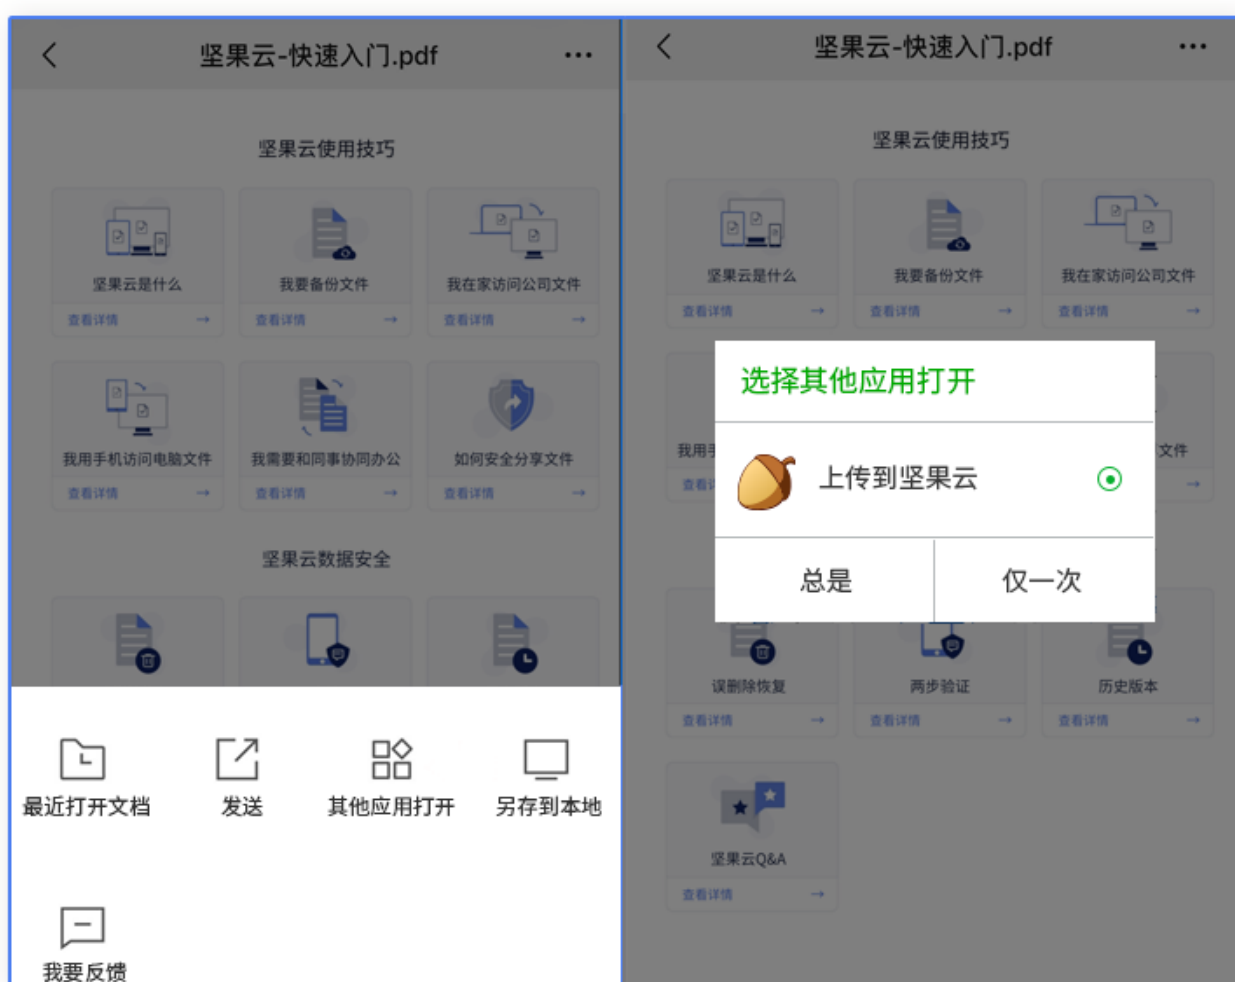 坚果云-快速入门.pdf
坚果云使用技巧
坚果云是什么
我要备份文件
我在家访问公司文件
查看详情
查看详情
查看详情
我用手机访问电脑文件
我需要和同事协同办公
如何安全分享文件
查看详情
查看详情
查看详情
坚果云数据安全
最近打开文档
发送
其他应用打开
另存到本地
我要反馈
坚果云-快速入门.pdf
坚果云使用技巧
坚果云是什么
我要备份文件
我在家访问公司文件
查看详情
查看详情
查看详情
选择其他应用打开
我用手
文件
查看详
上传到坚果云
总是
仅一次
误删除恢复
两步验证
历史版本
查看详情
查看详情
查看详情
坚果云Q&A
查看详情